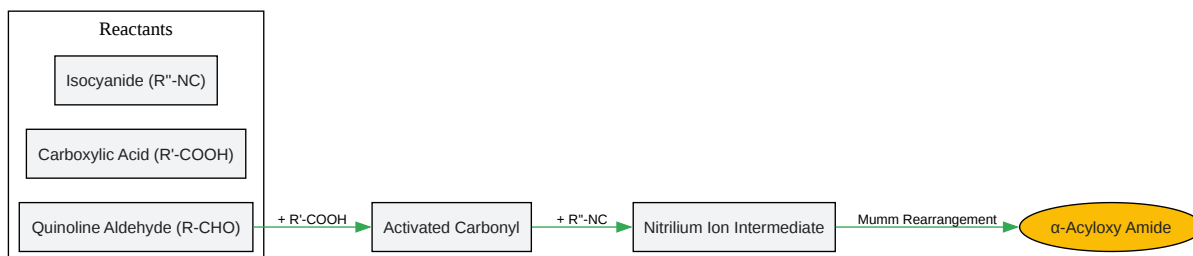 Reactants
Isocyanide (R"-NC)
Carboxylic Acid (R'-COOH)
Quinoline Aldehyde (R-CHO)
+ R'-COOH
Activated Carbonyl
+ R"-NC
Nitrilium Ion Intermediate
Mumm Rearrangement
α-Acyloxy Amide